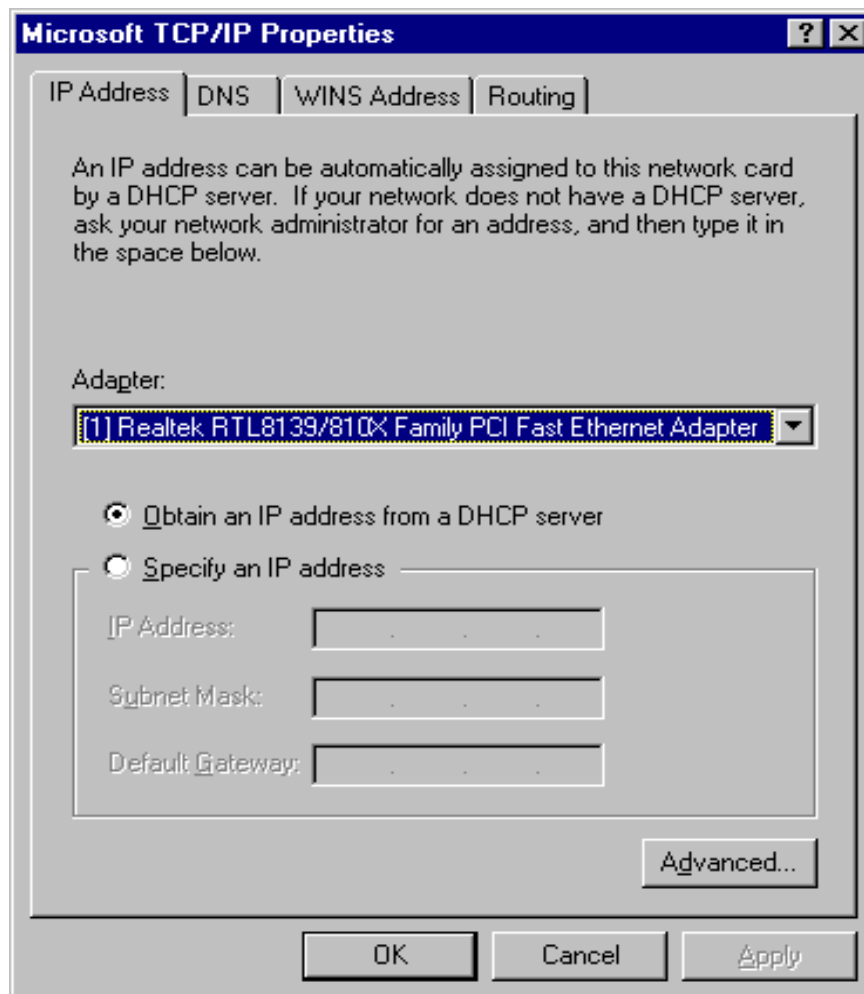 Microsoft TCP/IP Properties
IP Address DNS WINS Address Routing
An IP address can be automatically assigned to this network card
by a DHCP server. If your network does not have a DHCP server,
ask your network administrator for an address, and then type it in
the space below.
Adapter:
[1] Realtek RTL8139/810X Family PCI Fast Ethernet Adapter
Obtain an IP address from a DHCP server
Specify an IP address
IP Address: . . .
Subnet Mask: . . .
Default Gateway: . . .
Advanced...
OK Cancel Apply